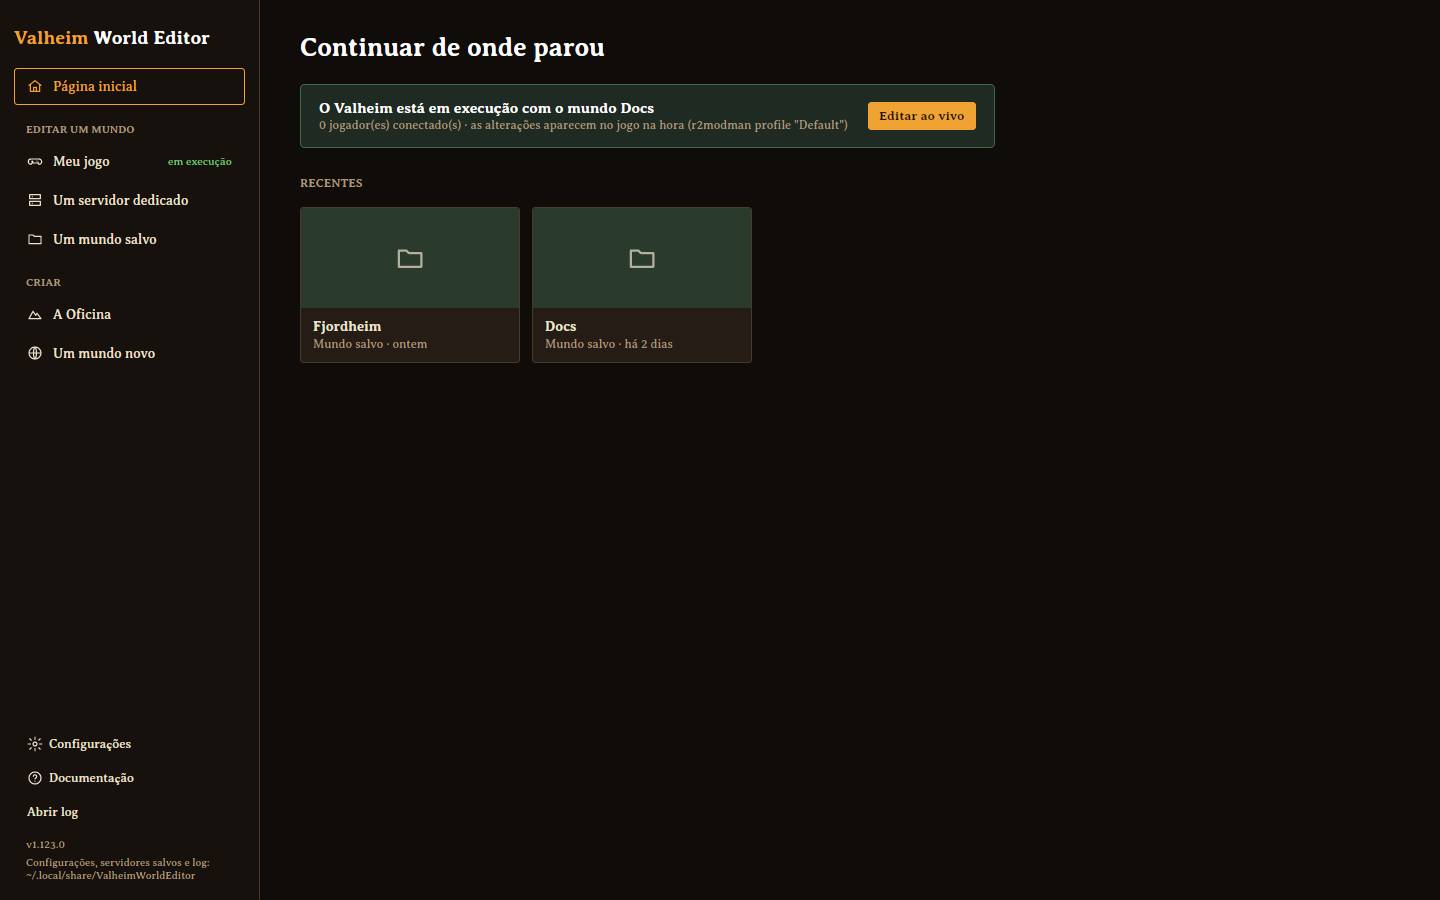 Valheim World Editor
Página inicial
EDITAR UM MUNDO
Meu jogo
em execução
Um servidor dedicado
Um mundo salvo
CRIAR
A Oficina
Um mundo novo
Configurações
Documentação
Abrir log
v1.123.0
Configurações, servidores salvos e log:
~/.local/share/ValheimWorldEditor
Continuar de onde parou
O Valheim está em execução com o mundo Docs
0 jogador(es) conectado(s) · as alterações aparecem no jogo na hora (r2modman profile "Default")
Editar ao vivo
RECENTES
Fjordheim
Mundo salvo · ontem
Docs
Mundo salvo · há 2 dias